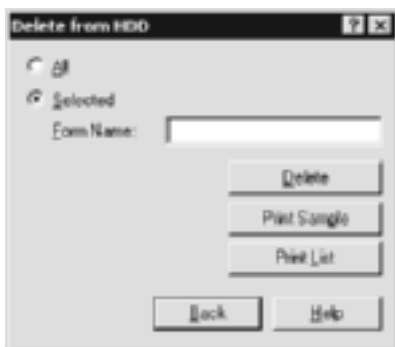 Delete from HDD
All
Selected
Form Name:
Delete
Print Sample
Print List
Back
Help